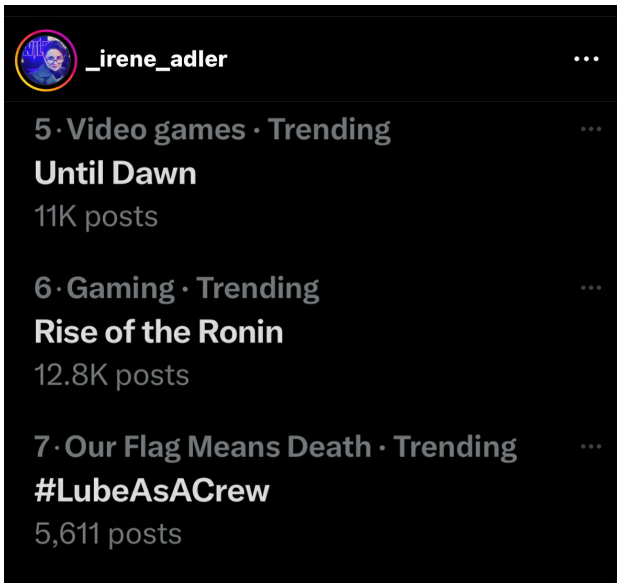 _irene_adler
5 · Video games · Trending
Until Dawn
11K posts
6 · Gaming · Trending
Rise of the Ronin
12.8K posts
7 · Our Flag Means Death · Trending
#LubeAsACrew
5,611 posts